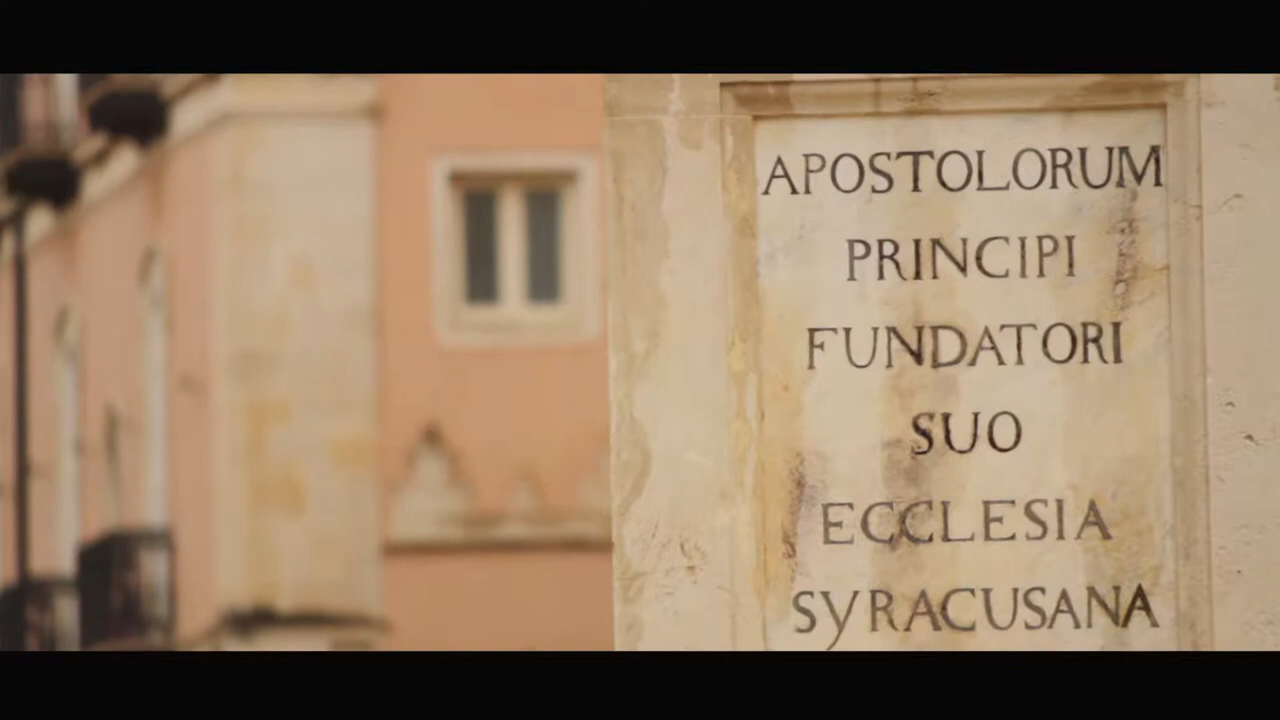 APOSTOLORUM
PRINCIPI
FUNDATORI
SUO
ECCLESIA
SYRACUSANA